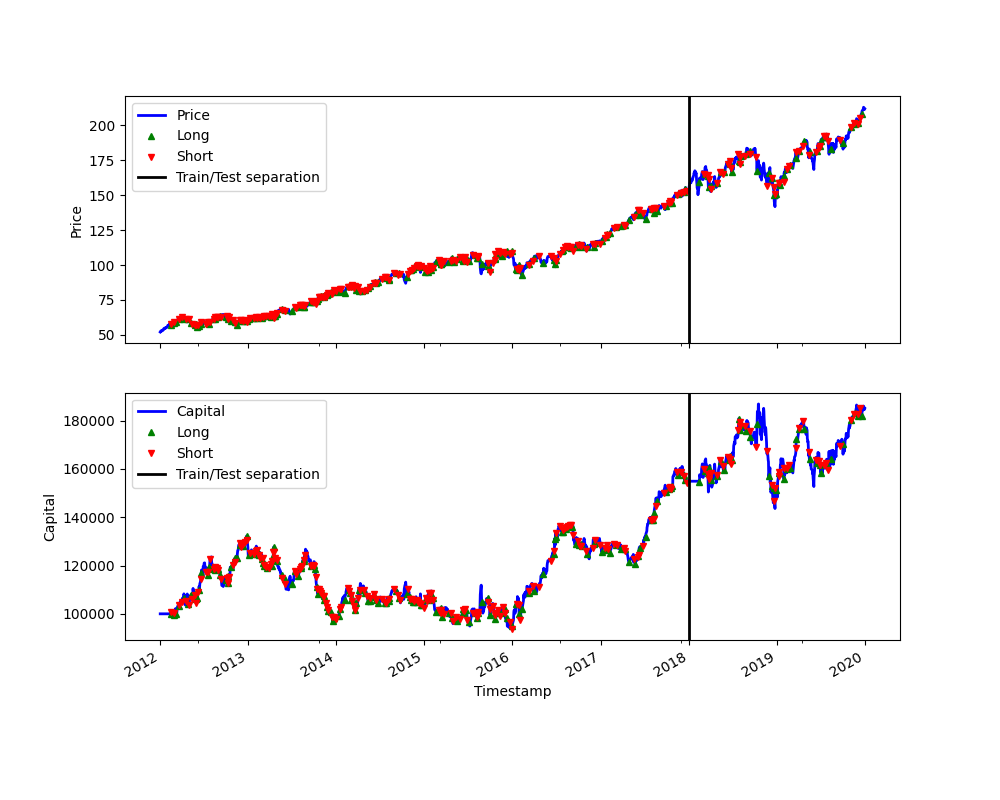 Price
Long
Short
Train/Test separation
200
175
150
125
100
75
50
Price
Capital
Long
Short
Train/Test separation
180000
160000
140000
120000
100000
Capital
2012
2013
2014
2015
2016
2017
2018
2019
2020
Timestamp